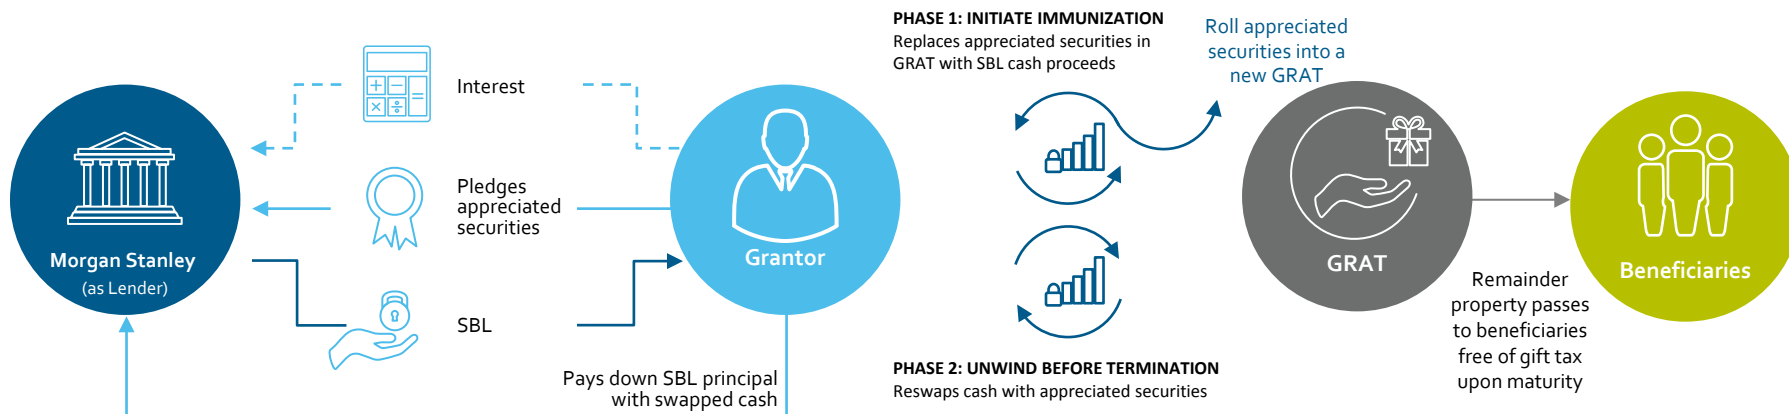 Morgan Stanley
(as Lender)
Interest
Pledges
appreciated
securities
SBL
Grantor
Pays down SBL principal
with swapped cash
PHASE 1: INITIATE IMMUNIZATION
Replaces appreciated securities in
GRAT with SBL cash proceeds
Roll appreciated
securities into a
new GRAT
PHASE 2: UNWIND BEFORE TERMINATION
Reswaps cash with appreciated securities
GRAT
Remainder
property passes
to beneficiaries
free of gift tax
upon maturity
Beneficiaries